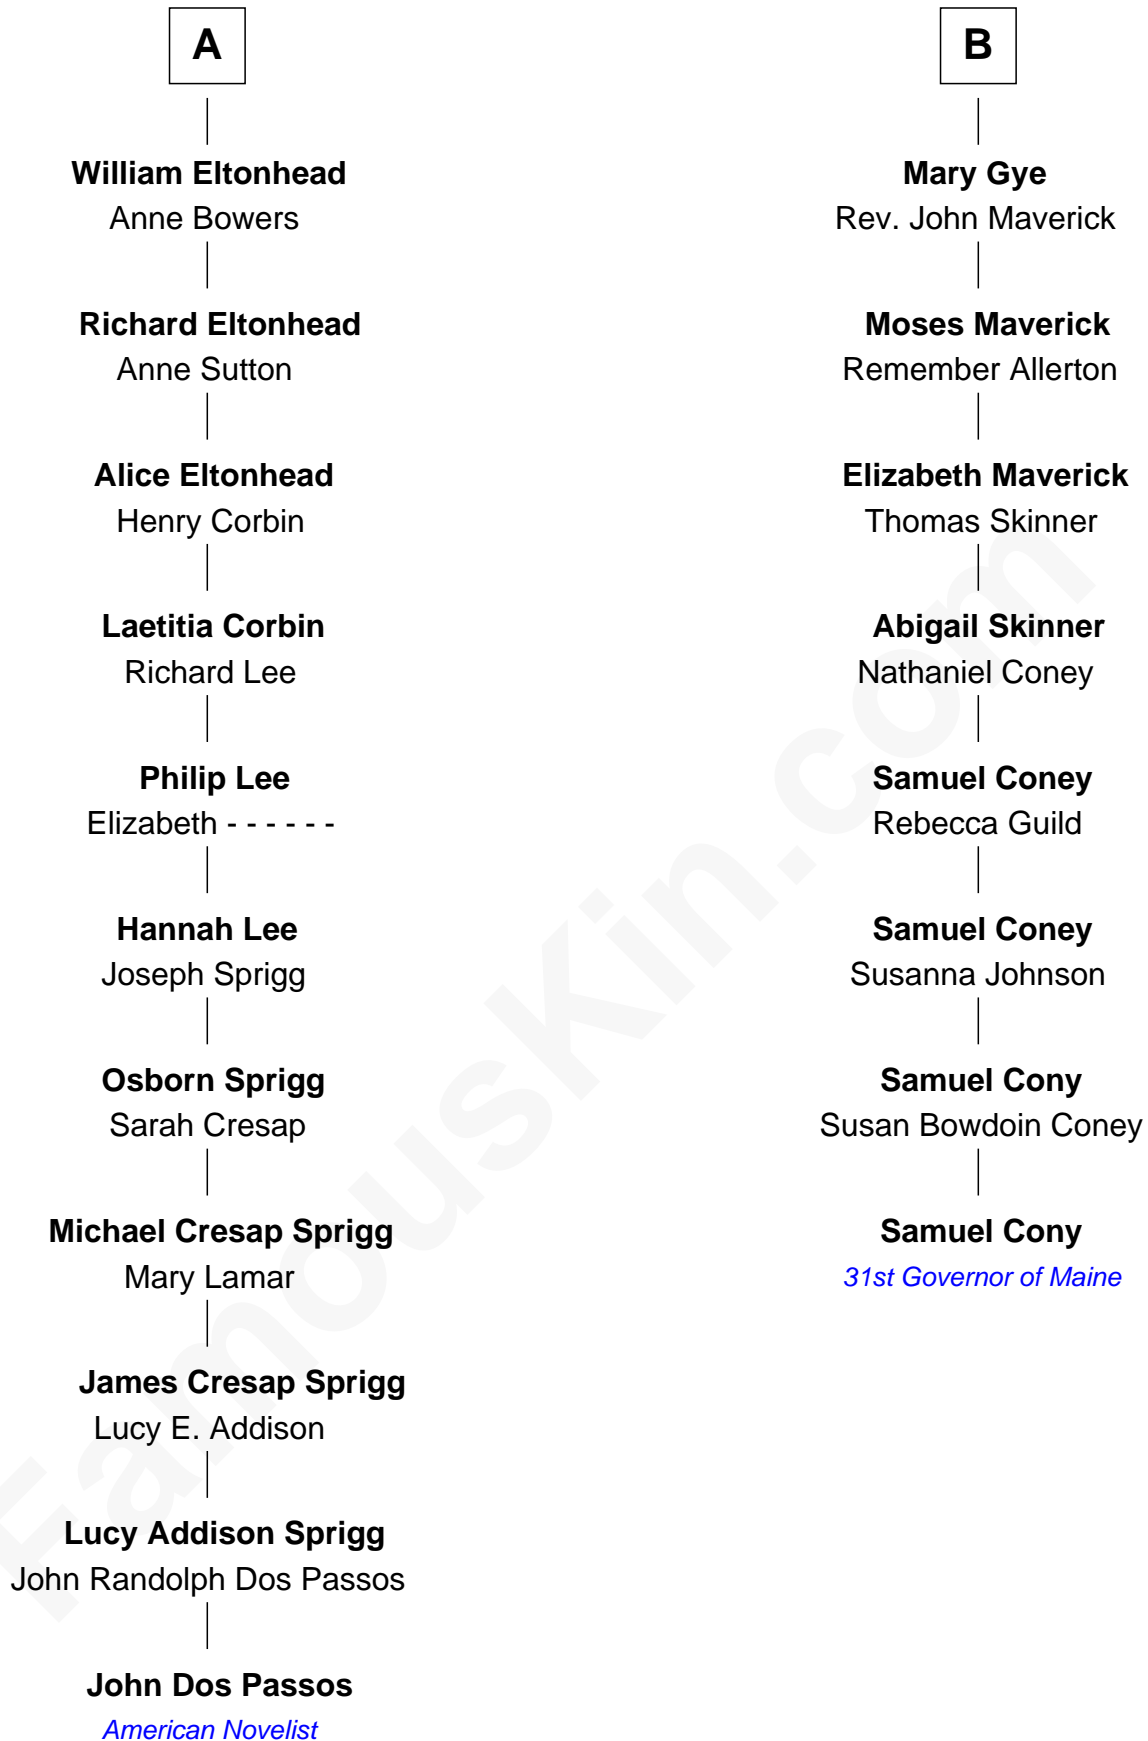 A
William Eltonhead
Anne Bowers
Richard Eltonhead
Anne Sutton
Alice Eltonhead
Henry Corbin
Laetitia Corbin
Richard Lee
Philip Lee
Elizabeth - - - - - -
Hannah Lee
Joseph Sprigg
Osborn Sprigg
Sarah Cresap
Michael Cresap Sprigg
Mary Lamar
James Cresap Sprigg
Lucy E. Addison
Lucy Addison Sprigg
John Randolph Dos Passos
John Dos Passos
American Novelist
B
Mary Gye
Rev. John Maverick
Moses Maverick
Remember Allerton
Elizabeth Maverick
Thomas Skinner
Abigail Skinner
Nathaniel Coney
Samuel Coney
Rebecca Guild
Samuel Coney
Susanna Johnson
Samuel Cony
Susan Bowdoin Coney
Samuel Cony
31st Governor of Maine
FamousKin.com